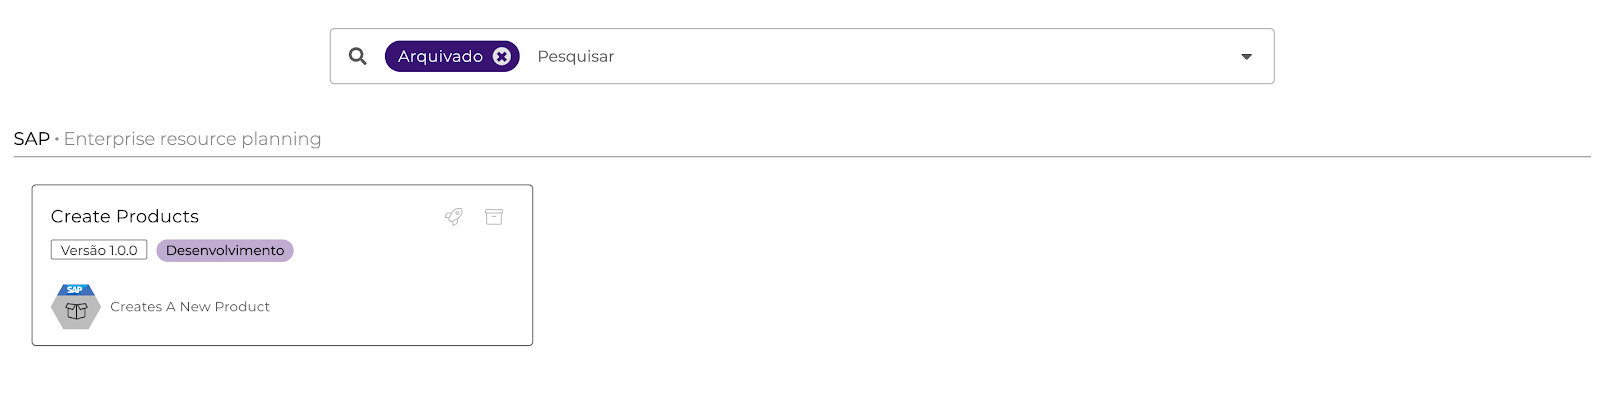 Arquivado Pesquisar
SAP • Enterprise resource planning
Create Products
Versão 1.0.0 Desenvolvimento
SAP
Creates A New Product